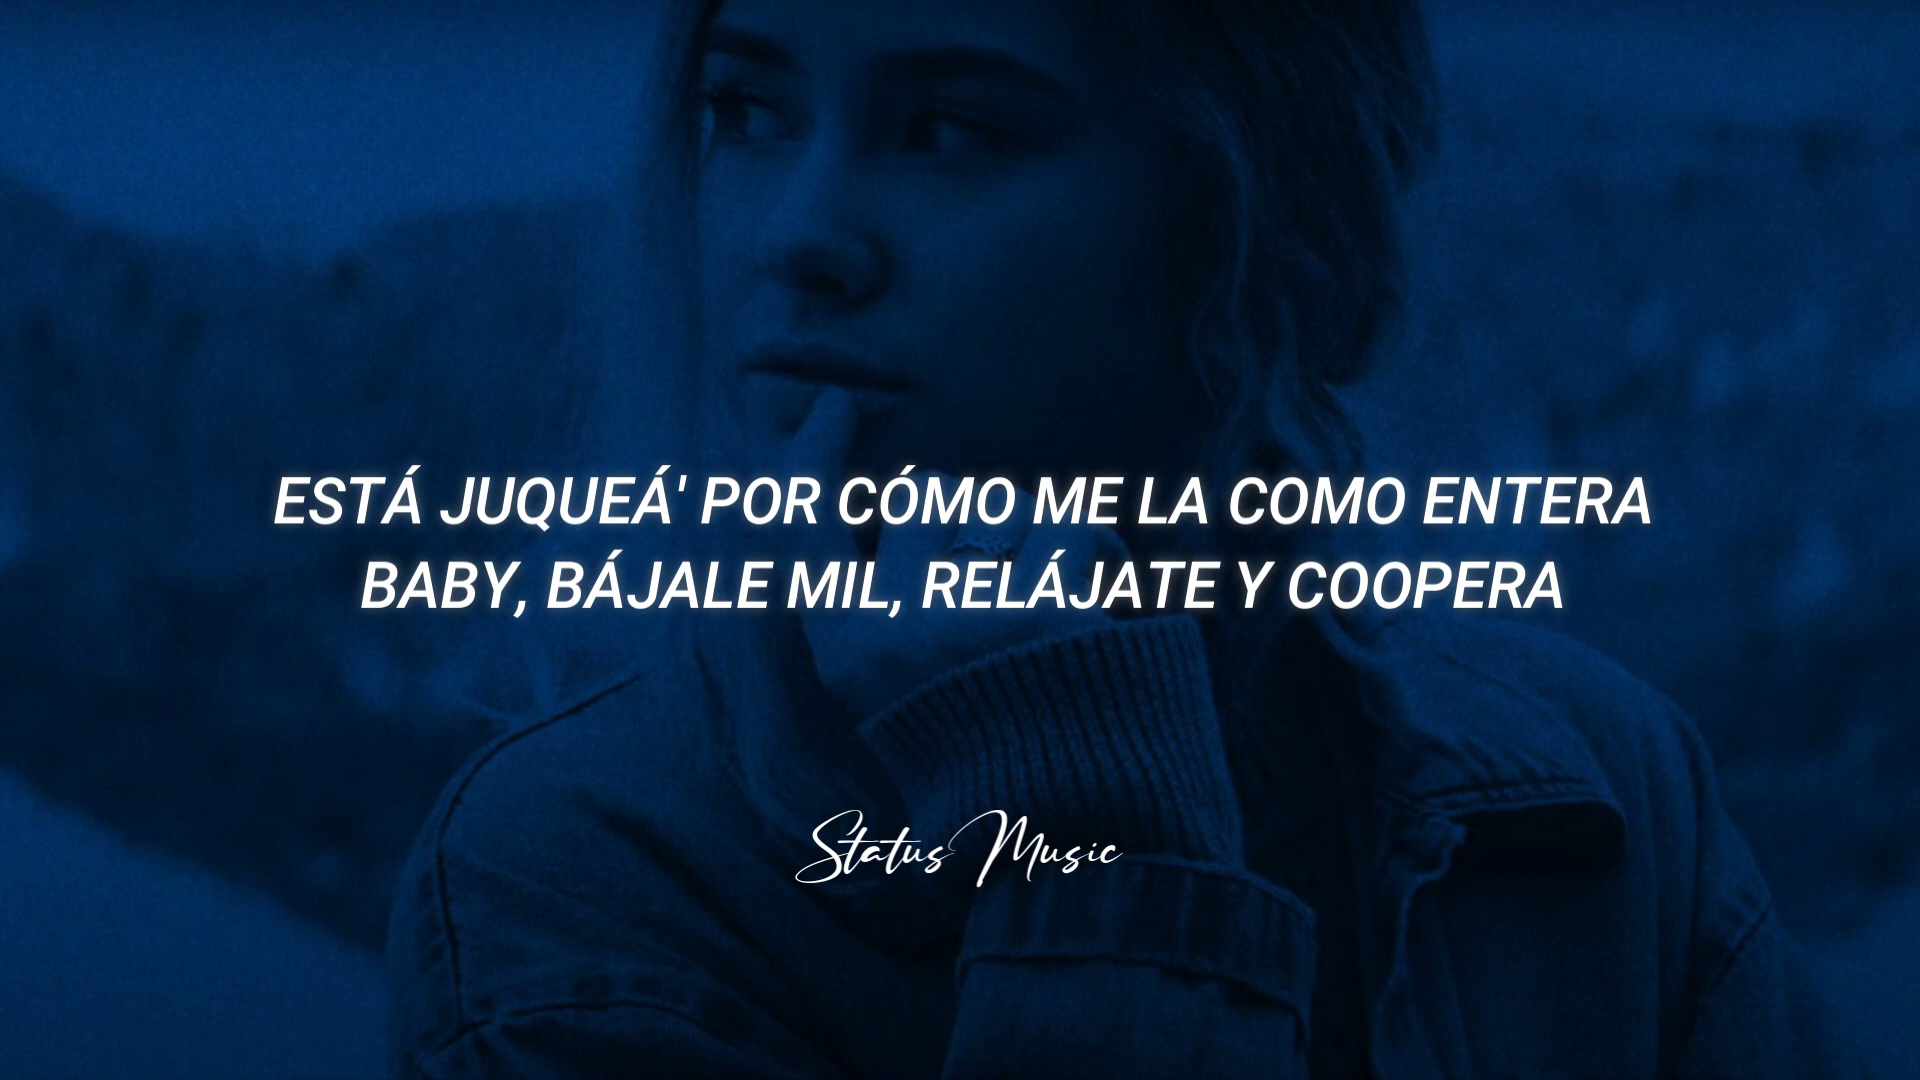 ESTÁ JUQUEÁ' POR CÓMO ME LA COMO ENTERA
BABY, BÁJALE MIL, RELÁJATE Y COOPERA
Status Music